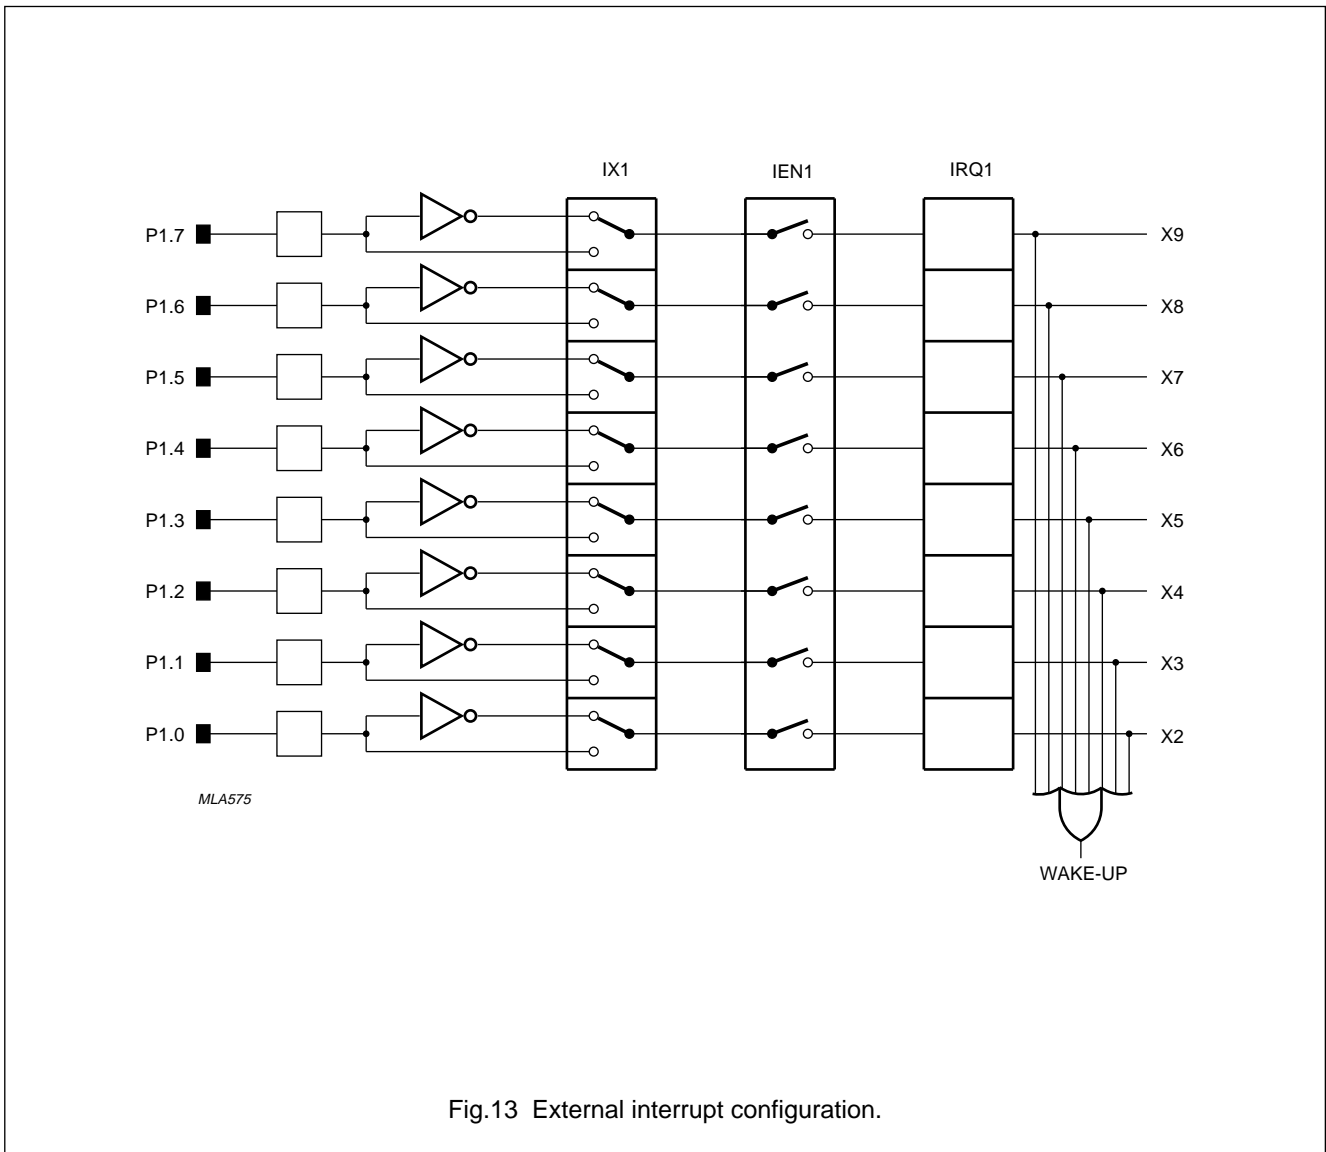 IX1 IEN1 IRQ1
P1.7 X9
P1.6 X8
P1.5 X7
P1.4 X6
P1.3 X5
P1.2 X4
P1.1 X3
P1.0 X2
MLA575
WAKE-UP
Fig.13 External interrupt configuration.